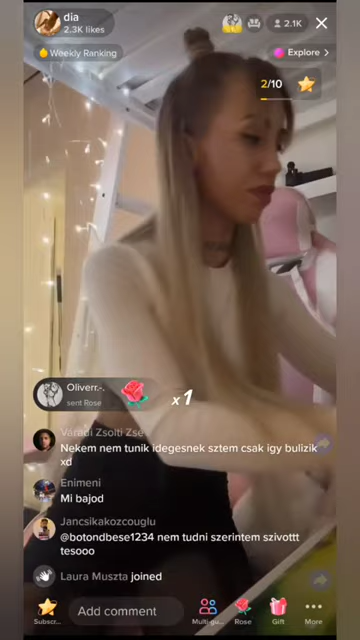 dia
2.3K likes
2.1K
Weekly Ranking
Explore >
2/10
Oliverr.-.
sent Rose
x1
Váradi Zsolti Zse
Nekem nem tunik idegesnek sztem csak igy bulizik
xd
Enimeni
Mi bajod
Jancsikakozcouglu
@botondbese1234 nem tudni szerintem szivottt
tesooo
Laura Muszta joined
Subscr...
Add comment
Multi-gu...
Rose
Gift
More